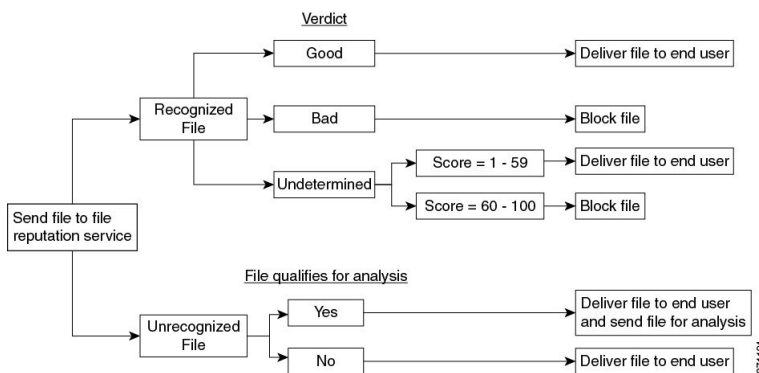 Verdict
Good
Deliver file to end user
Recognized
File
Bad
Block file
Undetermined
Score = 1 - 59
Deliver file to end user
Score = 60 - 100
Block file
Send file to file
reputation service
File qualifies for analysis
Unrecognized
File
Yes
Deliver file to end user
and send file for analysis
No
Deliver file to end user